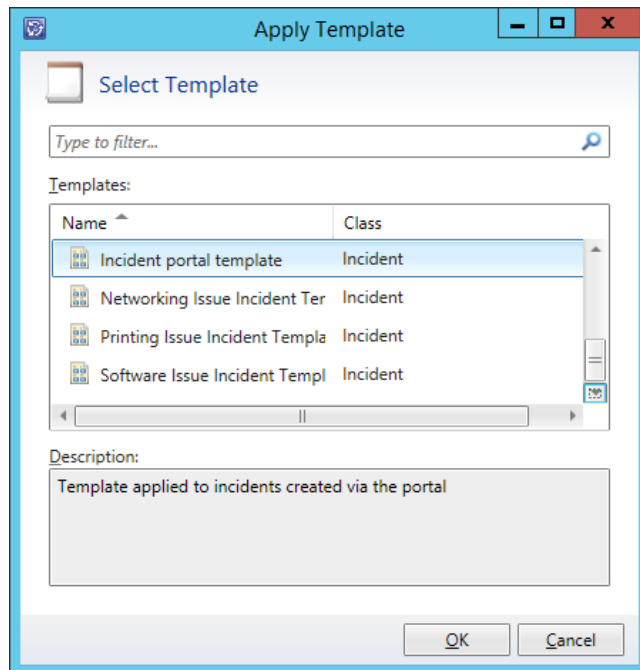 Apply Template
Select Template
Type to filter...
Templates:
Name Class
Incident portal template Incident
Networking Issue Incident Ter Incident
Printing Issue Incident Templa Incident
Software Issue Incident Templ Incident
Description:
Template applied to incidents created via the portal
OK Cancel